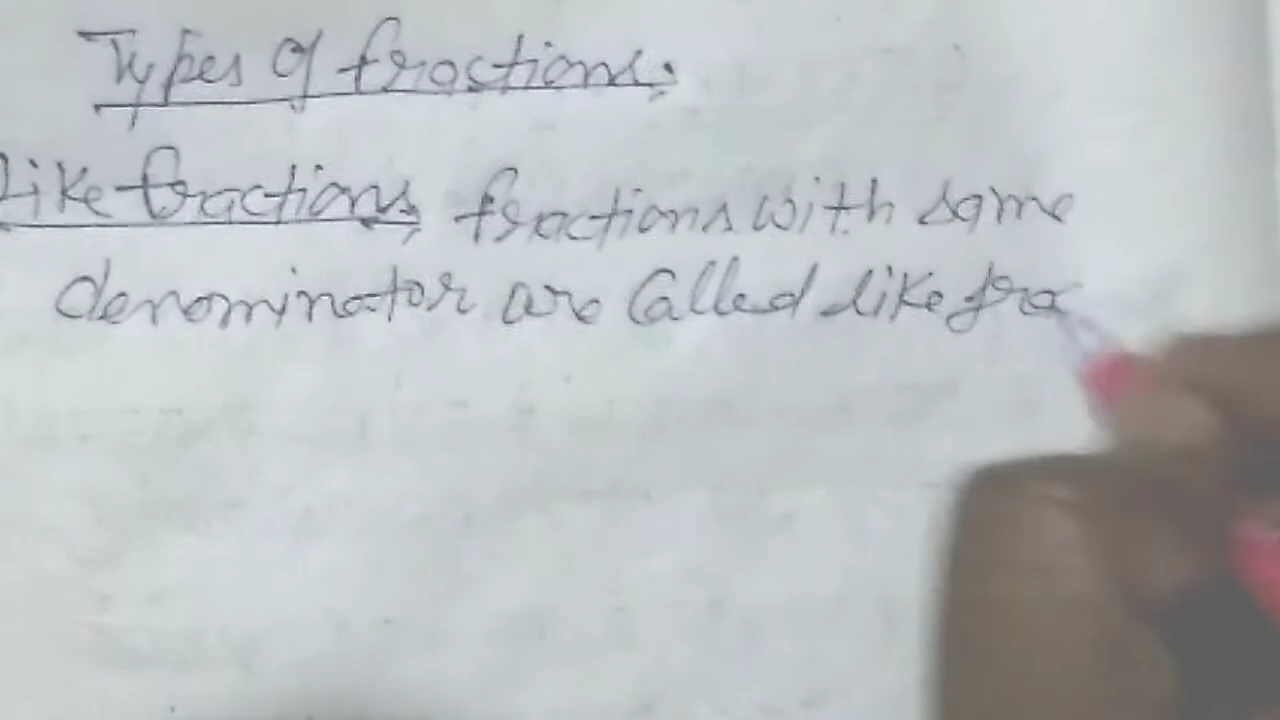 Types of fractions:
Like fractions; fractions with same
denominator are Called like fra